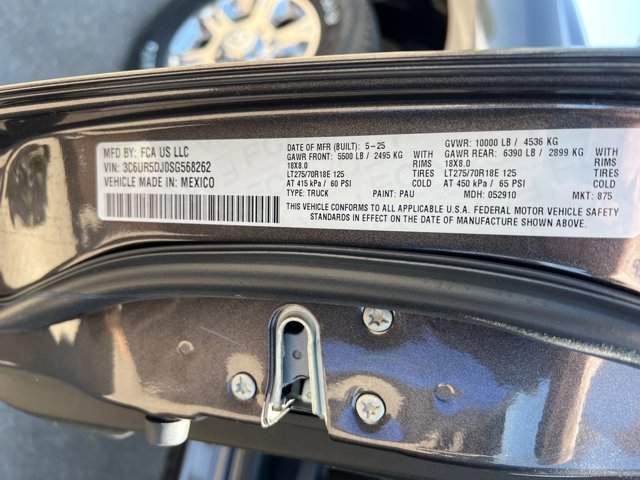 MFD BY: FCA US LLC
VIN: 3C6UR5DJ0SG568262
VEHICLE MADE IN: MEXICO
DATE OF MFR (BUILT): 5-25
GAWR FRONT: 5500 LB / 2495 KG
18X8.0
LT275/70R18E 125
AT 415 kPa / 60 PSI
TYPE: TRUCK
WITH
RIMS
TIRES
COLD
PAINT: PAU
GVWR: 10000 LB / 4536 KG
GAWR REAR: 6390 LB / 2899 KG
18X8.0
LT275/70R18E 125
AT 450 kPa / 65 PSI
MDH: 052910
WITH
RIMS
TIRES
COLD
MKT: 875
THIS VEHICLE CONFORMS TO ALL APPLICABLE U.S.A. FEDERAL MOTOR VEHICLE SAFETY
STANDARDS IN EFFECT ON THE DATE OF MANUFACTURE SHOWN ABOVE.